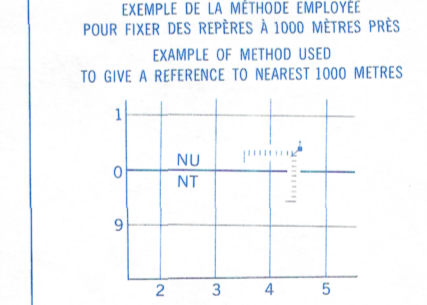 EXEMPLE DE LA MÉTHODE EMPLOYÉE
POUR FIXER DES REPÈRES À 1000 MÈTRES PRÈS
EXAMPLE OF METHOD USED
TO GIVE A REFERENCE TO NEAREST 1000 METRES
1
NU
0
NT
9
2 3 4 5